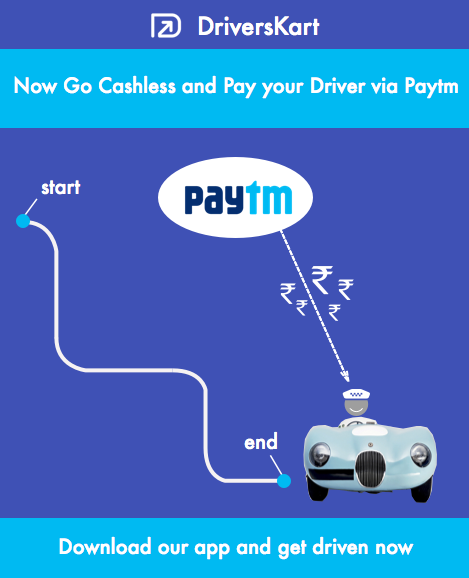 DriversKart
Now Go Cashless and Pay your Driver via Paytm
start
paytm
₹ ₹ ₹ ₹ ₹
end
Download our app and get driven now